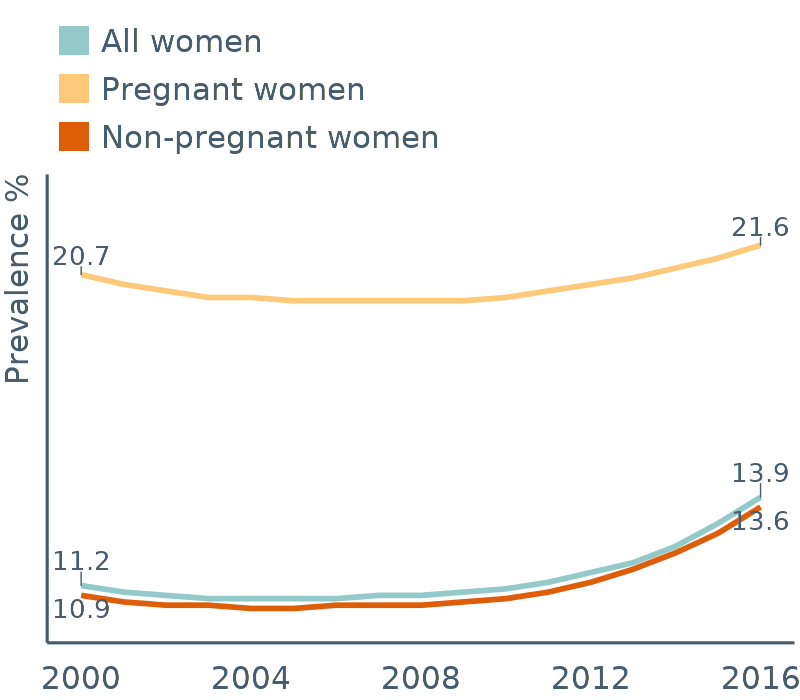 All women
Pregnant women
Non-pregnant women
Prevalence %
20.7
21.6
13.9
13.6
11.2
10.9
2000 2004 2008 2012 2016